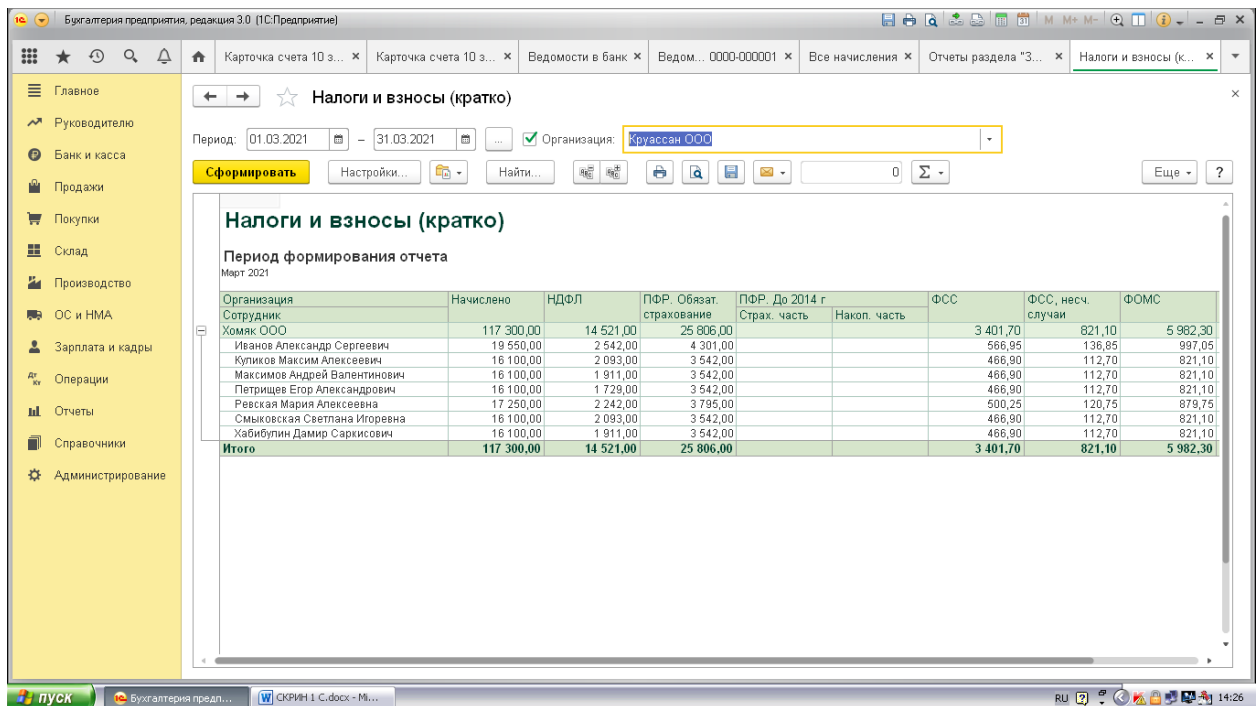 Бухгалтерия предприятия, редакция 3.0 (1С:Предприятие)
M M+ M-
Карточка счета 10 з... Карточка счета 10 з... Ведомости в банк Ведом... 0000-000001 Все начисления Отчеты раздела "З... Налоги и взносы (к...
Главное
Руководителю
Банк и касса
Продажи
Покупки
Склад
Производство
ОС и НМА
Зарплата и кадры
Операции
Отчеты
Справочники
Администрирование
Налоги и взносы (кратко)
Период: 01.03.2021 – 31.03.2021 ... Организация: Круассан ООО
Сформировать Настройки... Найти... 0 Σ Еще ?
Налоги и взносы (кратко)
Период формирования отчета
Март 2021
Организация Начислено НДФЛ ПФР. Обязат. ПФР. До 2014 г ФСС ФСС, несч. ФОМС
Сотрудник страхование Страх. часть Накоп. часть случаи
Хомяк ООО 117 300,00 14 521,00 25 806,00 3 401,70 821,10 5 982,30
Иванов Александр Сергеевич 19 550,00 2 542,00 4 301,00 566,95 136,85 997,05
Куликов Максим Алексеевич 16 100,00 2 093,00 3 542,00 466,90 112,70 821,10
Максимов Андрей Валентинович 16 100,00 1 911,00 3 542,00 466,90 112,70 821,10
Петрищев Егор Александрович 16 100,00 1 729,00 3 542,00 466,90 112,70 821,10
Ревская Мария Алексеевна 17 250,00 2 242,00 3 795,00 500,25 120,75 879,75
Смыковская Светлана Игоревна 16 100,00 2 093,00 3 542,00 466,90 112,70 821,10
Хабибулин Дамир Саркисович 16 100,00 1 911,00 3 542,00 466,90 112,70 821,10
Итого 117 300,00 14 521,00 25 806,00 3 401,70 821,10 5 982,30
пуск Бухгалтерия предп... СКРИН 1 С.docx - Mi... RU 14:26